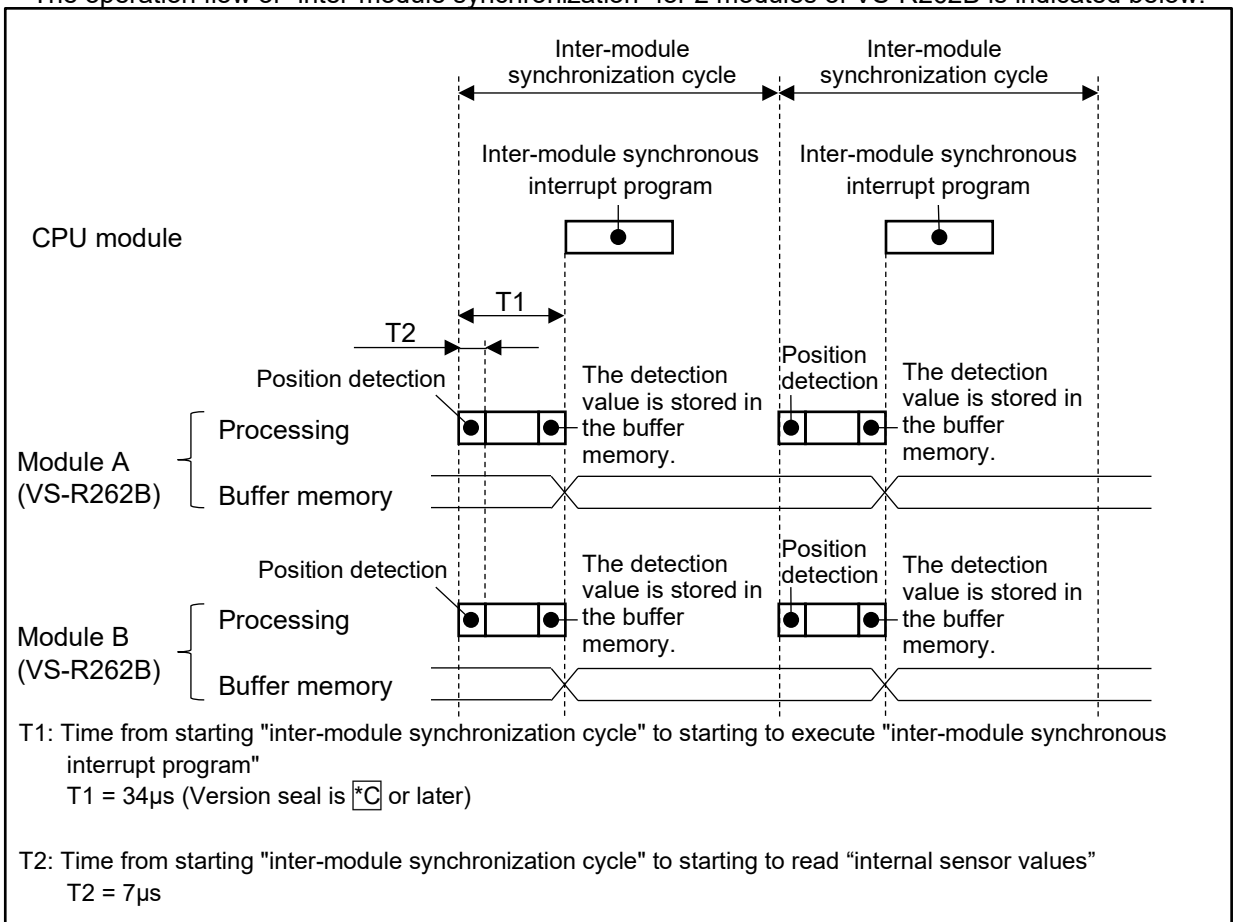 The operation flow of "inter-module synchronization" for 2 modules of VS-R262B is indicated below.
Inter-module
synchronization cycle
Inter-module
synchronization cycle
Inter-module synchronous
interrupt program
Inter-module synchronous
interrupt program
CPU module
T1
T2
Position detection
The detection
value is stored in
the buffer
memory.
Position
detection
The detection
value is stored in
the buffer
memory.
Module A
(VS-R262B)
Processing
Buffer memory
Position detection
The detection
value is stored in
the buffer
memory.
Position
detection
The detection
value is stored in
the buffer
memory.
Module B
(VS-R262B)
Processing
Buffer memory
T1: Time from starting "inter-module synchronization cycle" to starting to execute "inter-module synchronous
interrupt program"
T1 = 34µs (Version seal is *C or later)
T2: Time from starting "inter-module synchronization cycle" to starting to read “internal sensor values”
T2 = 7µs